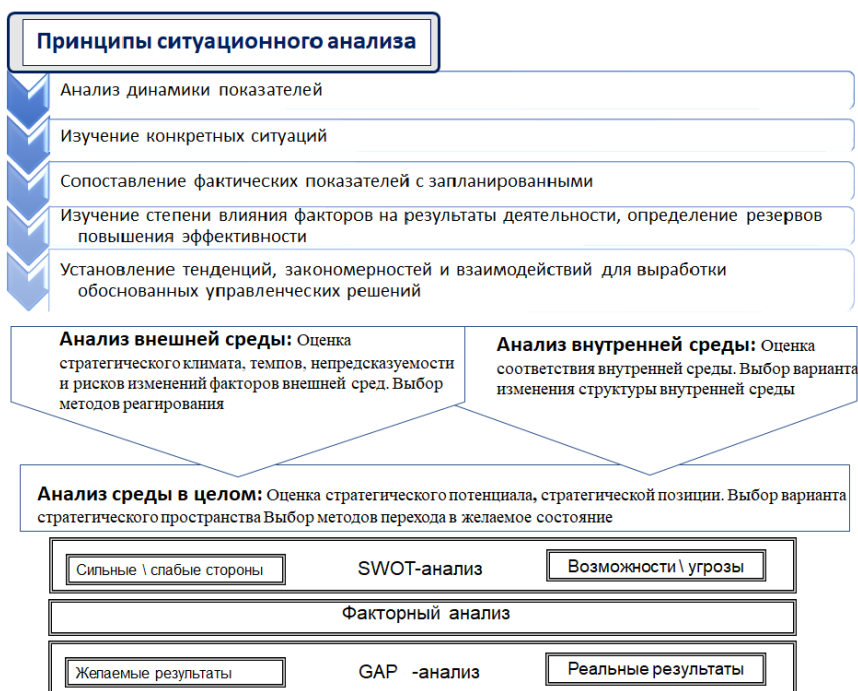 Принципы ситуационного анализа
Анализ динамики показателей
Изучение конкретных ситуаций
Сопоставление фактических показателей с запланированными
Изучение степени влияния факторов на результаты деятельности, определение резервов
повышения эффективности
Установление тенденций, закономерностей и взаимодействий для выработки
обоснованных управленческих решений
Анализ внешней среды: Оценка
стратегического климата, темпов, непредсказуемости
и рисков изменений факторов внешней сред. Выбор
методов реагирования
Анализ внутренней среды: Оценка
соответствия внутренней среды. Выбор варианта
изменения структуры внутренней среды
Анализ среды в целом: Оценка стратегического потенциала, стратегической позиции. Выбор варианта
стратегического пространства Выбор методов перехода в желаемое состояние
Сильные \ слабые стороны
SWOT-анализ
Возможности \ угрозы
Факторный анализ
Желаемые результаты
GAP -анализ
Реальные результаты